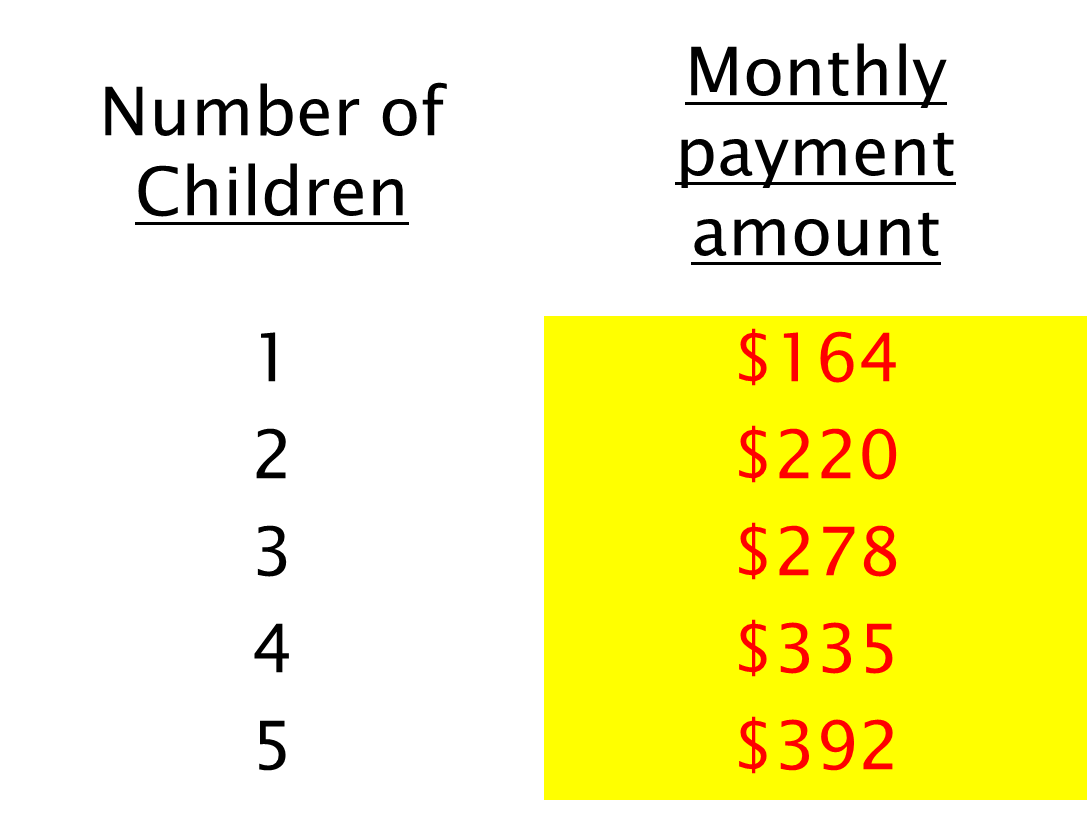 Number of
Children
Monthly
payment
amount
1 $164
2 $220
3 $278
4 $335
5 $392